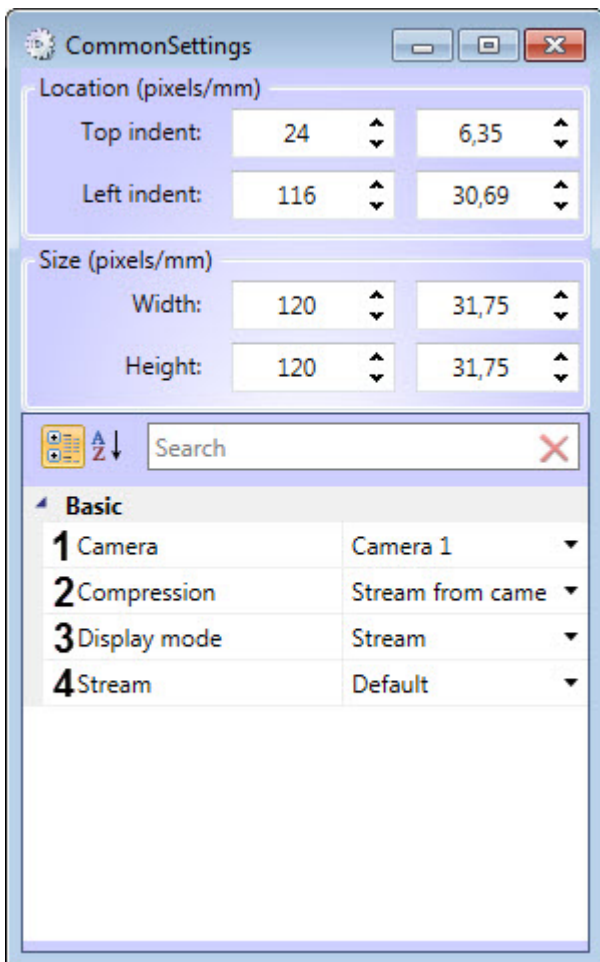 CommonSettings
Location (pixels/mm)
Top indent: 24 6,35
Left indent: 116 30,69
Size (pixels/mm)
Width: 120 31,75
Height: 120 31,75
A Z Search
Basic
1 Camera Camera 1
2 Compression Stream from came
3 Display mode Stream
4 Stream Default